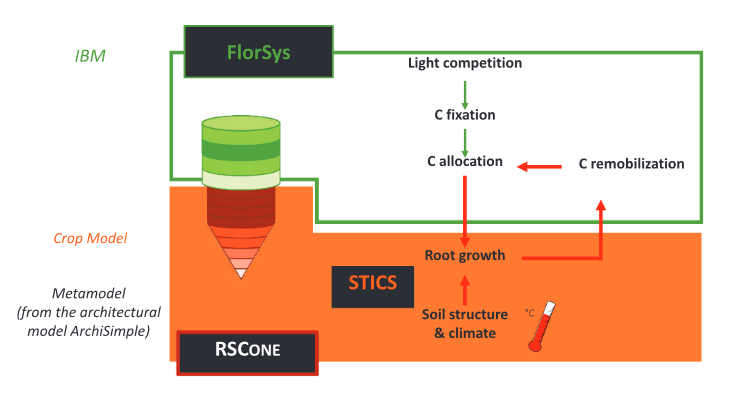 FlorSys
IBM
Light competition
C fixation
C allocation
C remobilization
Crop Model
Root growth
STICS
Metamodel
(from the architectural
model ArchiSimple)
Soil structure
& climate
°C
RSCONE